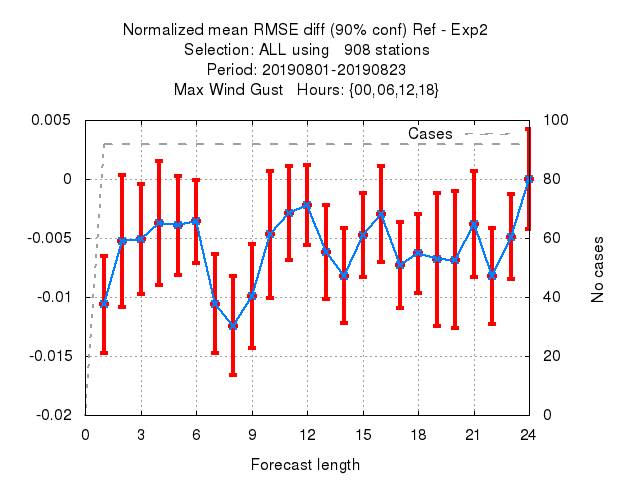 Normalized mean RMSE diff (90% conf) Ref - Exp2
Selection: ALL using   908 stations
Period: 20190801-20190823
Max Wind Gust   Hours: {00,06,12,18}
0.005
0
-0.005
-0.01
-0.015
-0.02
Cases
100
80
60
40
20
0
No cases
0 3 6 9 12 15 18 21 24
Forecast length